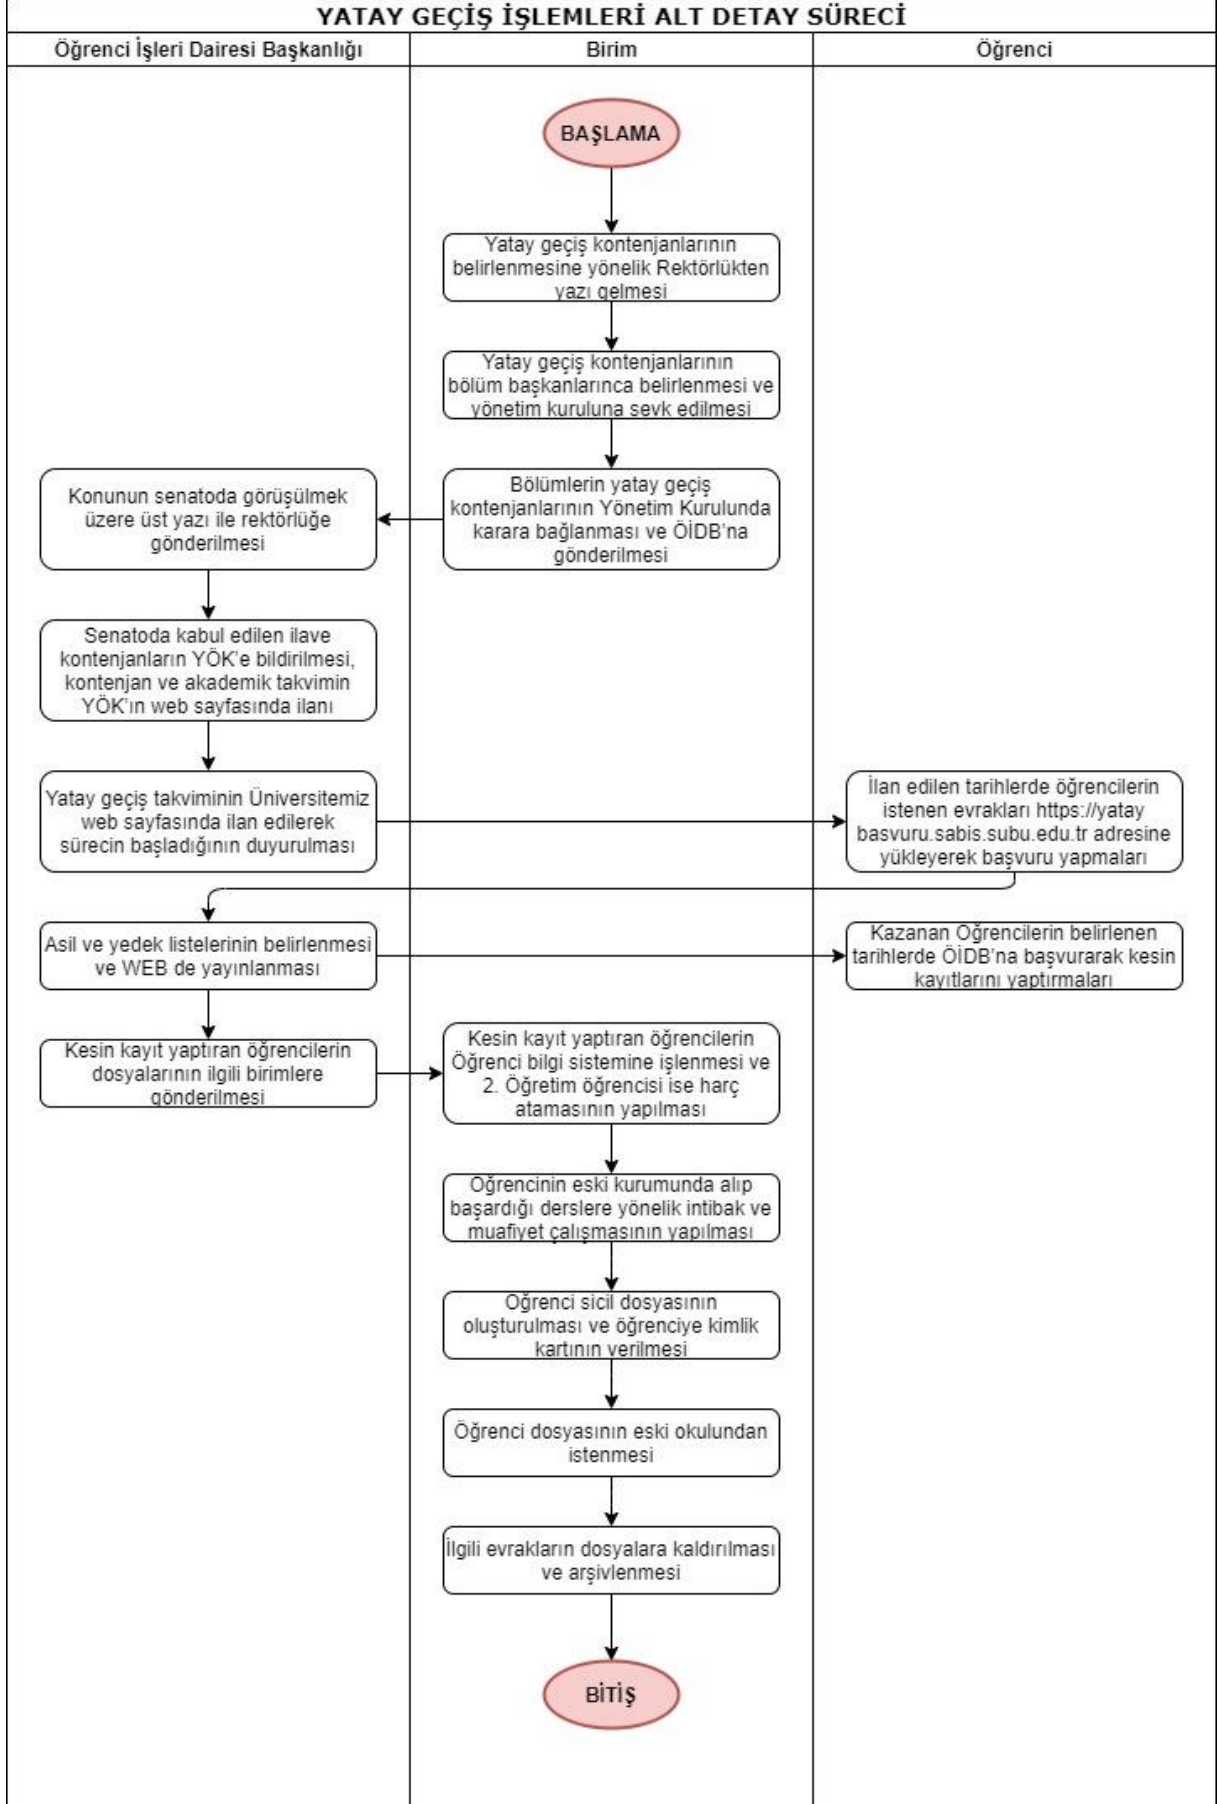 YATAY GEÇİŞ İŞLEMLERİ ALT DETAY SÜRECİ
Öğrenci İşleri Dairesi Başkanlığı
Birim
Öğrenci
BAŞLAMA
Yatay geçiş kontenjanlarının
belirlenmesine yönelik Rektörlükten
yazı gelmesi
Yatay geçiş kontenjanlarının
bölüm başkanlarınca belirlenmesi ve
yönetim kuruluna sevk edilmesi
Bölümlerin yatay geçiş
kontenjanlarının Yönetim Kurulunda
karara bağlanması ve ÖİDB'na
gönderilmesi
Konunun senatoda görüşülmek
üzere üst yazı ile rektörlüğe
gönderilmesi
Senatoda kabul edilen ilave
kontenjanların YÖK'e bildirilmesi,
kontenjan ve akademik takvimin
YÖK'ın web sayfasında ilanı
Yatay geçiş takviminin Üniversitemiz
web sayfasında ilan edilerek
sürecin başladığının duyurulması
İlan edilen tarihlerde öğrencilerin
istenen evrakları https://yatay
basvuru.sabis.subu.edu.tr adresine
yükleyerek başvuru yapmaları
Asil ve yedek listelerinin belirlenmesi
ve WEB de yayınlanması
Kazanan Öğrencilerin belirlenen
tarihlerde ÖİDB'na başvurarak kesin
kayıtlarını yaptırmaları
Kesin kayıt yaptıran öğrencilerin
dosyalarının ilgili birimlere
gönderilmesi
Kesin kayıt yaptıran öğrencilerin
Öğrenci bilgi sistemine işlenmesi ve
2. Öğretim öğrencisi ise harç
atamasının yapılması
Öğrencinin eski kurumunda alıp
başardığı derslere yönelik intibak ve
muafiyet çalışmasının yapılması
Öğrenci sicil dosyasının
oluşturulması ve öğrenciye kimlik
kartının verilmesi
Öğrenci dosyasının eski okulundan
istenmesi
İlgili evrakların dosyalara kaldırılması
ve arşivlenmesi
BİTİŞ